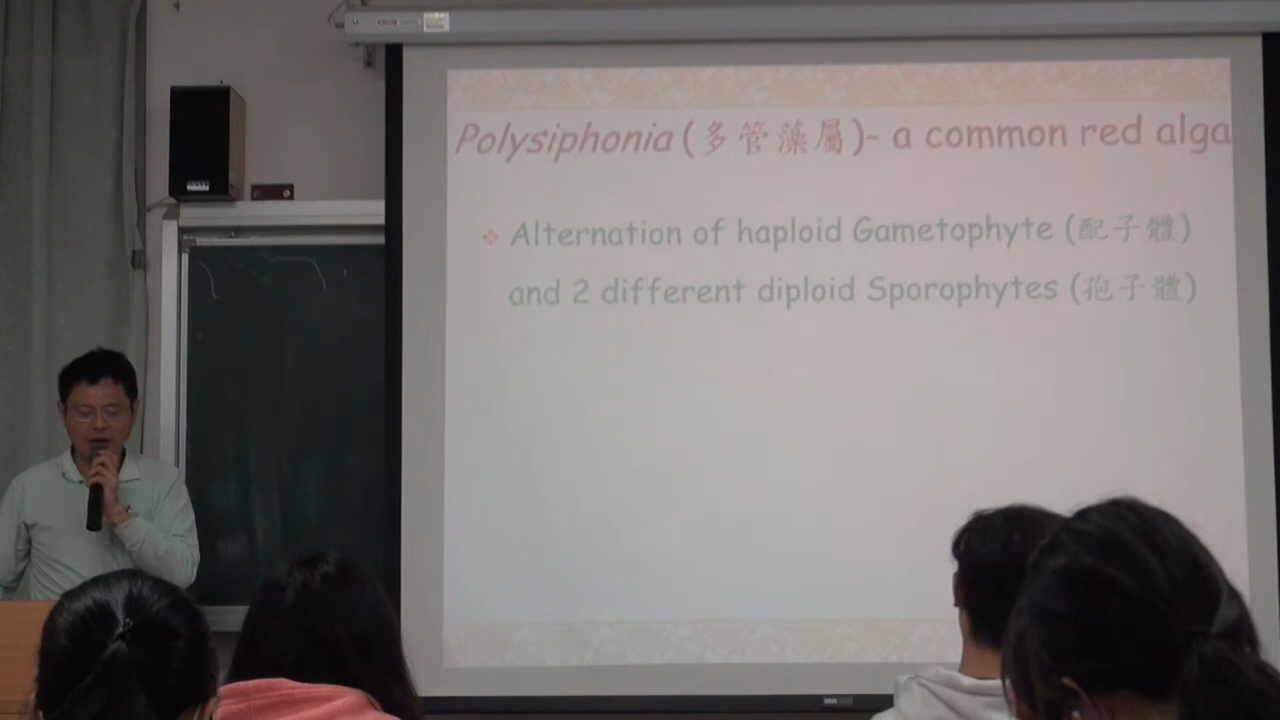 Polysiphonia (多管藻屬)- a common red alga
Alternation of haploid Gametophyte (配子體)
and 2 different diploid Sporophytes (孢子體)